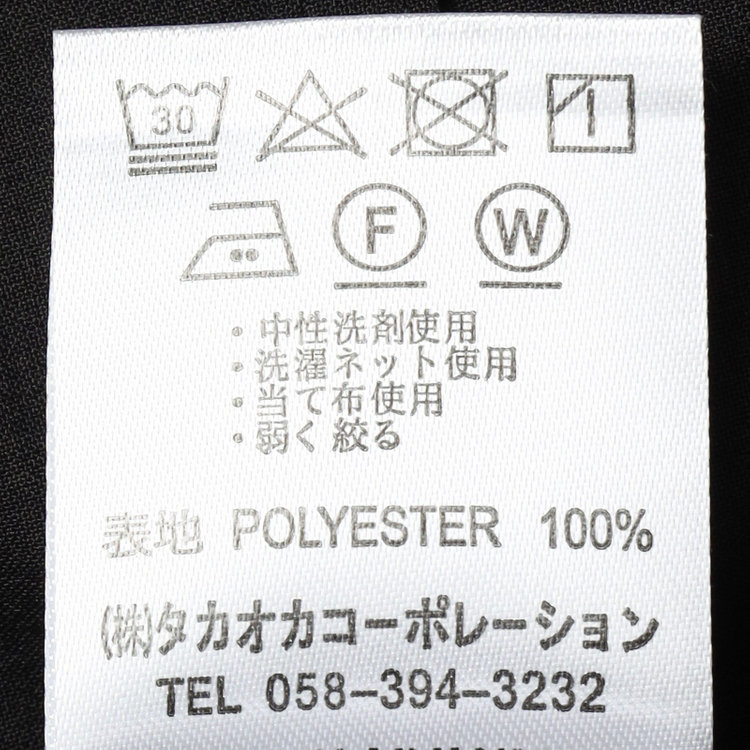 30
F W
・中性洗剤使用
・洗濯ネット使用
・当て布使用
・弱く絞る
表地 POLYESTER 100%
(株)タカオカコーポレーション
TEL 058-394-3232